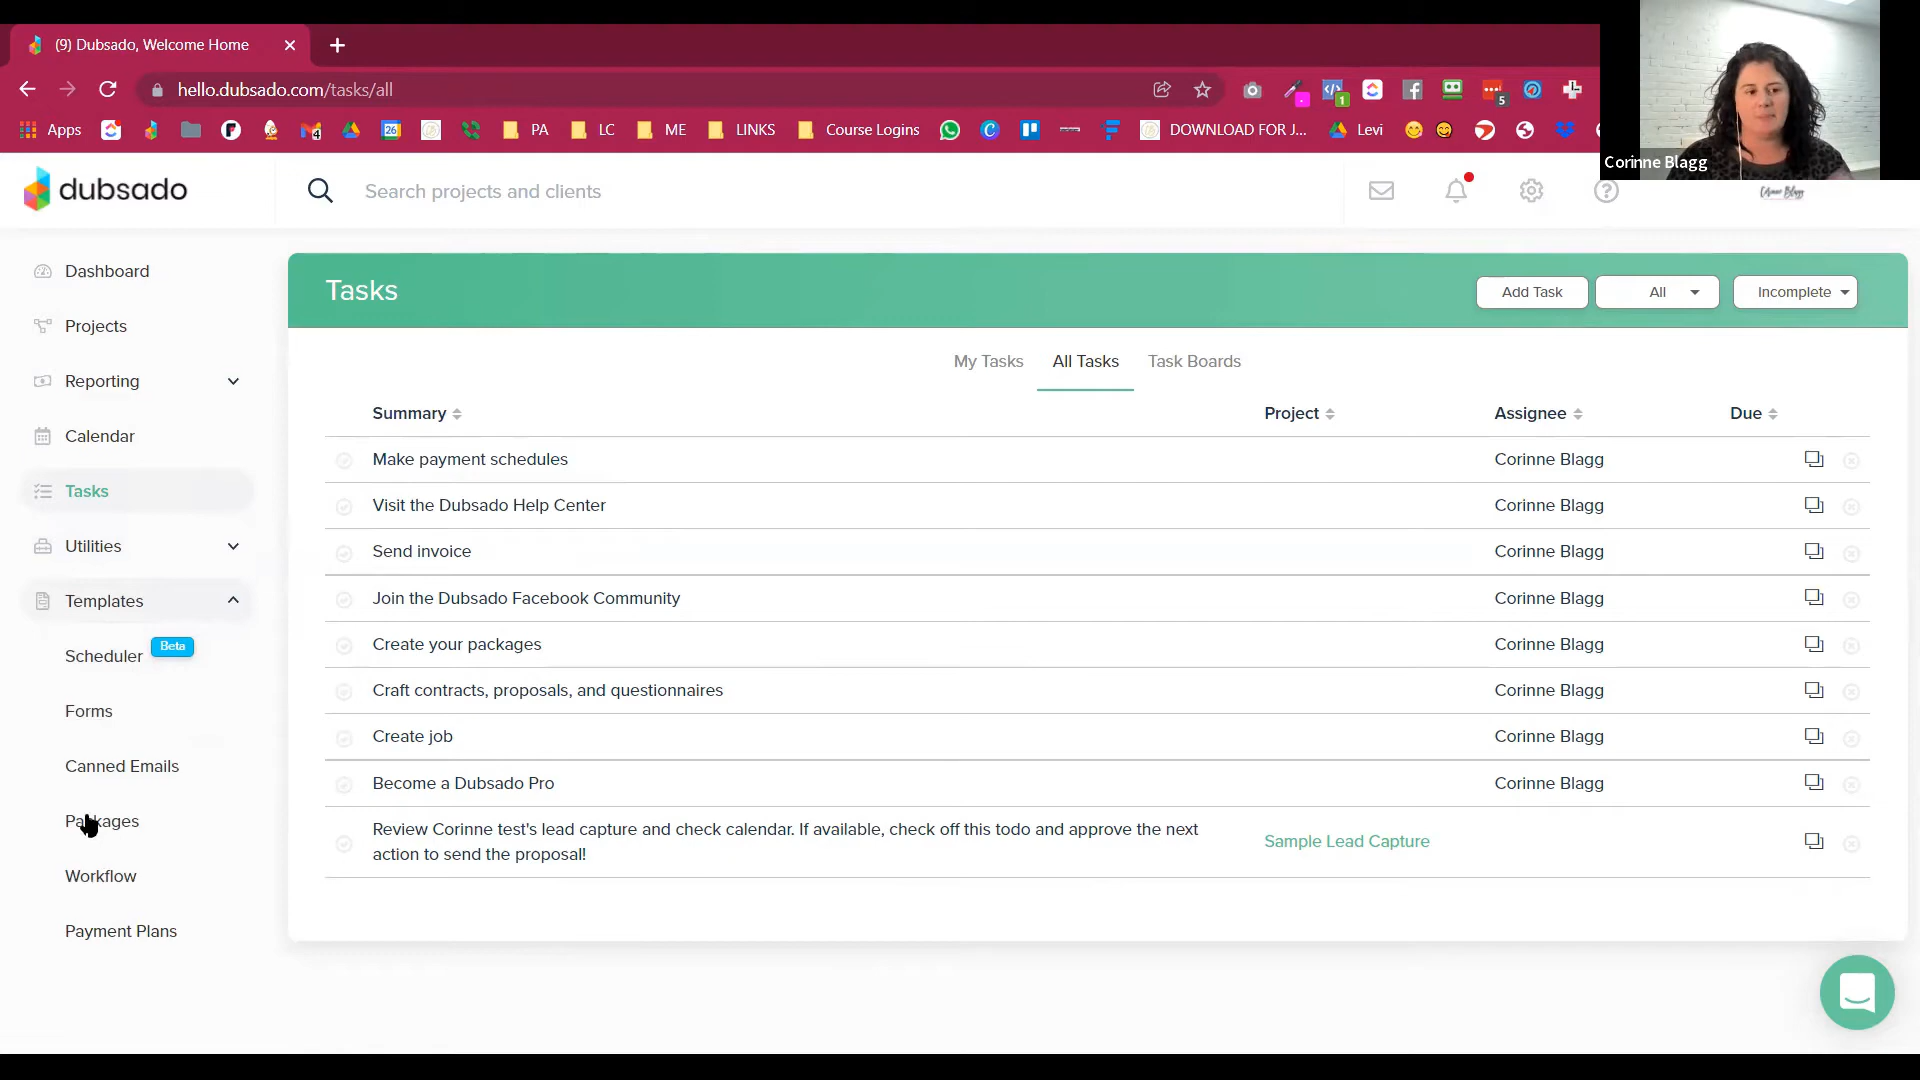 (9) Dubsado, Welcome Home
hello.dubsado.com/tasks/all
1
5
Apps
4
26
PA
LC
ME
LINKS
Course Logins
DOWNLOAD FOR J...
Levi
Corinne Blagg
dubsado
Search projects and clients
Corinne Blagg
Dashboard
Projects
Reporting
Calendar
Tasks
Utilities
Templates
Scheduler Beta
Forms
Canned Emails
Packages
Workflow
Payment Plans
Tasks
Add Task
All
Incomplete
My Tasks All Tasks Task Boards
Summary Project Assignee Due
Make payment schedules Corinne Blagg
Visit the Dubsado Help Center Corinne Blagg
Send invoice Corinne Blagg
Join the Dubsado Facebook Community Corinne Blagg
Create your packages Corinne Blagg
Craft contracts, proposals, and questionnaires Corinne Blagg
Create job Corinne Blagg
Become a Dubsado Pro Corinne Blagg
Review Corinne test's lead capture and check calendar. If available, check off this todo and approve the next
action to send the proposal!
Sample Lead Capture